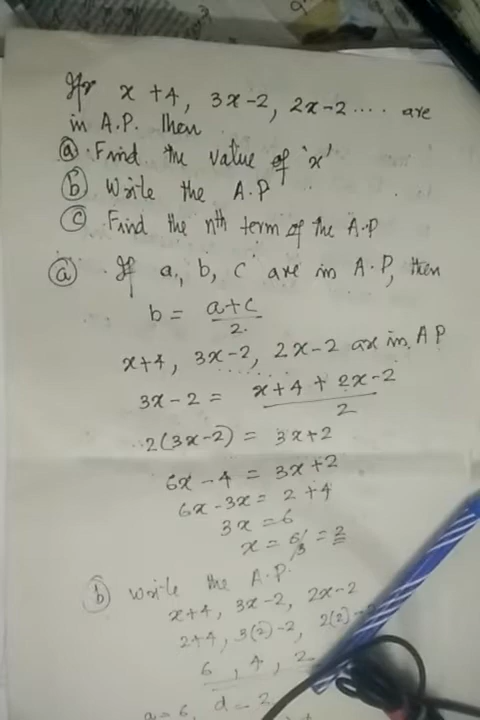 If x+4, 3x-2, 2x-2 .... are
in A.P. then
ⓐ Find the value of 'x'
ⓑ Write the A.P
ⓒ Find the nth term of the A.P
ⓐ If a, b, c are in A.P, then
b = a+c/2
x+4, 3x-2, 2x-2 are in AP
3x-2 = x+4+2x-2/2
2(3x-2) = 3x+2
6x-4 = 3x+2
6x-3x = 2+4
3x = 6
x = 6/3 = 2
ⓑ Write the A.P.
x+4, 3x-2, 2x-2
2+4, 3(2)-2, 2(2)-
6, 4, 2
a=6, d=2